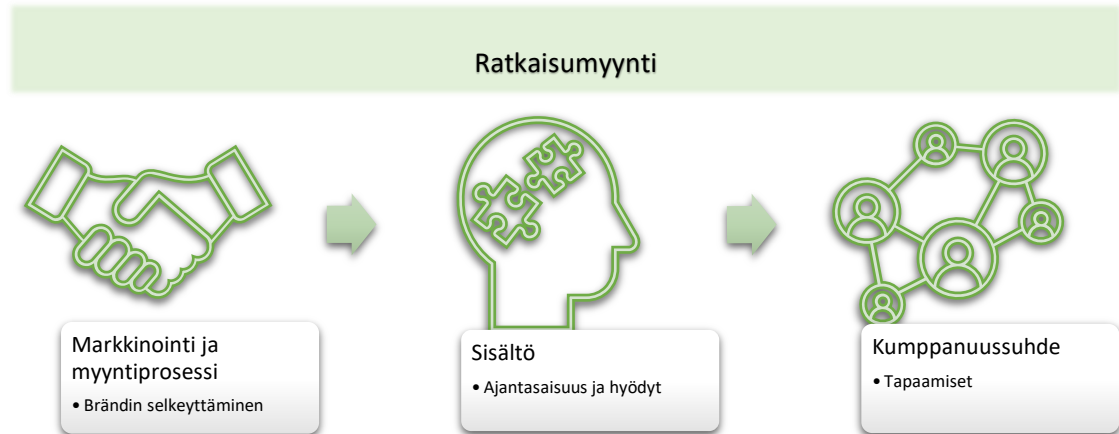 Ratkaisumyynti
Markkinointi ja
myyntiprosessi
• Brändin selkeyttäminen
Sisältö
• Ajantasaisuus ja hyödyt
Kumppanuussuhde
• Tapaamiset